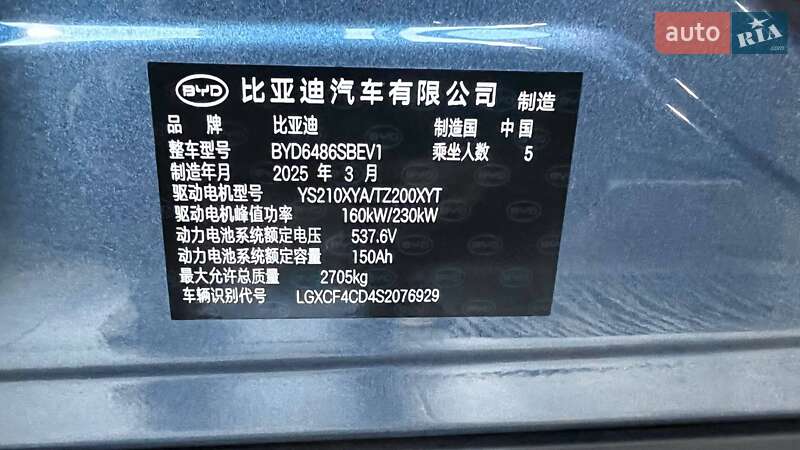 auto RIA .com
BYD 比亚迪汽车有限公司 制造
品 牌 比亚迪 制造国 中 国
整车型号 BYD6486SBEV1 乘坐人数 5
制造年月 2025 年 3 月
驱动电机型号 YS210XYA/TZ200XYT
驱动电机峰值功率 160kW/230kW
动力电池系统额定电压 537.6V
动力电池系统额定容量 150Ah
最大允许总质量 2705kg
车辆识别代号 LGXCF4CD4S2076929